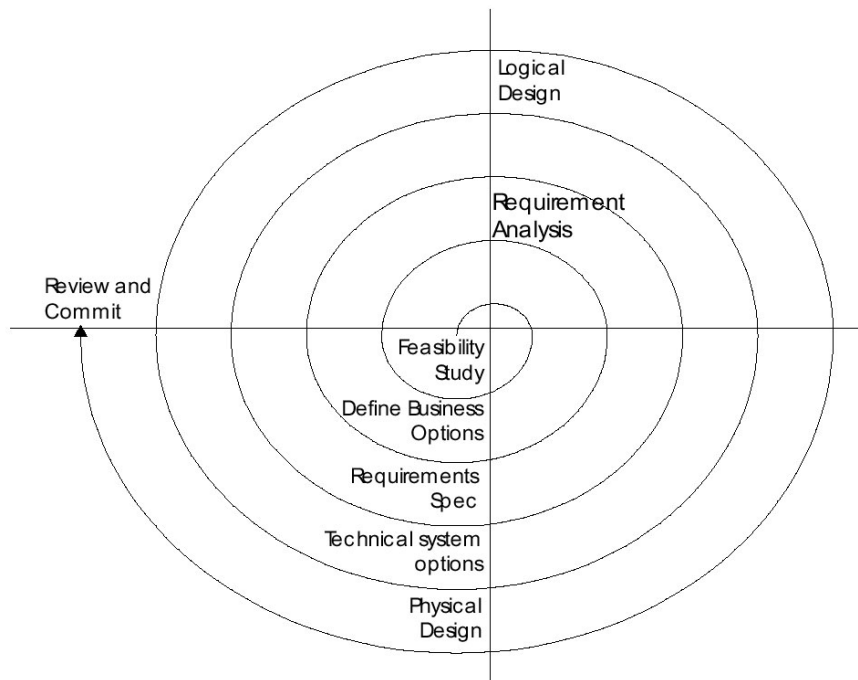 Logical
Design
Requirement
Analysis
Review and
Commit
Feasibility
Study
Define Business
Options
Requirements
Spec
Technical system
options
Physical
Design